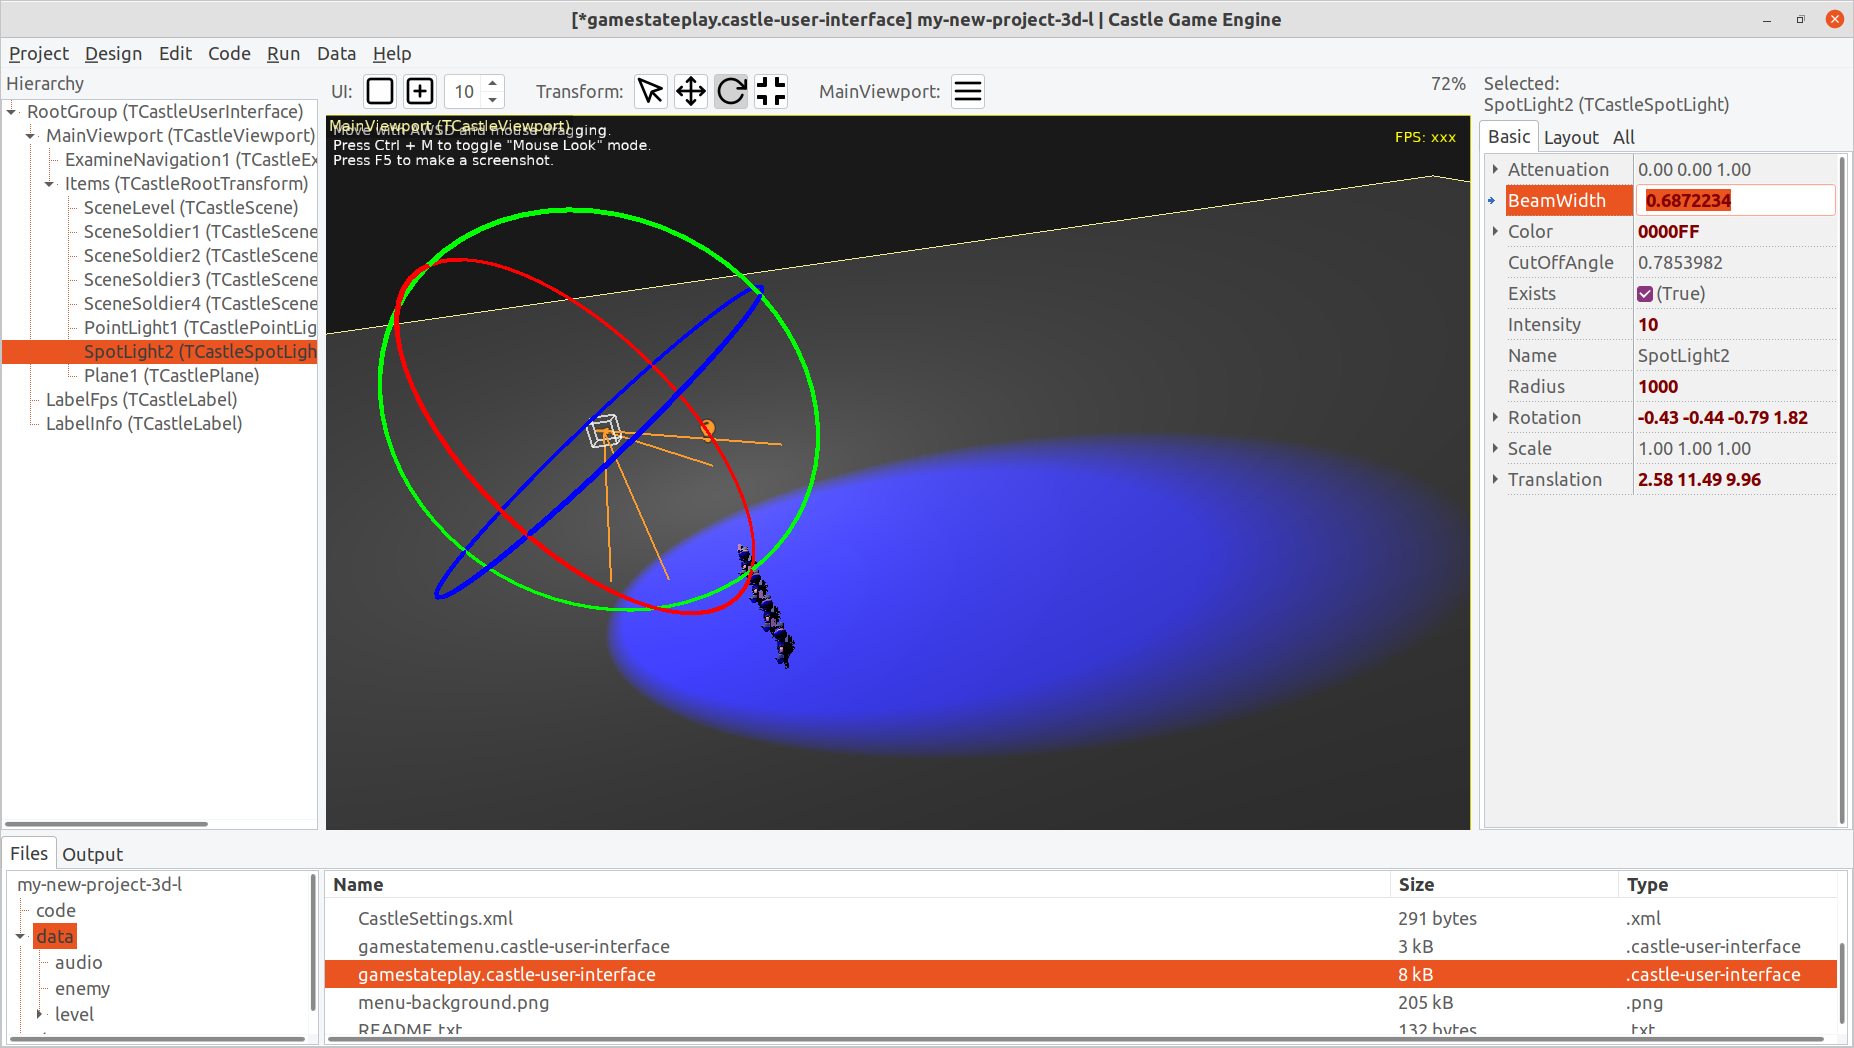 [*gamestateplay.castle-user-interface] my-new-project-3d-l | Castle Game Engine
Project Design Edit Code Run Data Help
Hierarchy
RootGroup (TCastleUserInterface)
MainViewport (TCastleViewport)
ExamineNavigation1 (TCastleEx
Items (TCastleRootTransform)
SceneLevel (TCastleScene)
SceneSoldier1 (TCastleScene
SceneSoldier2 (TCastleScene
SceneSoldier3 (TCastleScene
SceneSoldier4 (TCastleScene
PointLight1 (TCastlePointLig
SpotLight2 (TCastleSpotLigh
Plane1 (TCastlePlane)
LabelFps (TCastleLabel)
LabelInfo (TCastleLabel)
UI: 10 Transform: MainViewport: 72%
MainViewport (TCastleViewport)
Move with AWSD and mouse dragging.
Press Ctrl + M to toggle "Mouse Look" mode.
Press F5 to make a screenshot.
FPS: xxx
Selected:
SpotLight2 (TCastleSpotLight)
Basic Layout All
Attenuation 0.00 0.00 1.00
BeamWidth 0.6872234
Color 0000FF
CutOffAngle 0.7853982
Exists (True)
Intensity 10
Name SpotLight2
Radius 1000
Rotation -0.43 -0.44 -0.79 1.82
Scale 1.00 1.00 1.00
Translation 2.58 11.49 9.96
Files Output
my-new-project-3d-l
code
data
audio
enemy
level
Name Size Type
CastleSettings.xml 291 bytes .xml
gamestatemenu.castle-user-interface 3 kB .castle-user-interface
gamestateplay.castle-user-interface 8 kB .castle-user-interface
menu-background.png 205 kB .png
README.txt 132 bytes .txt